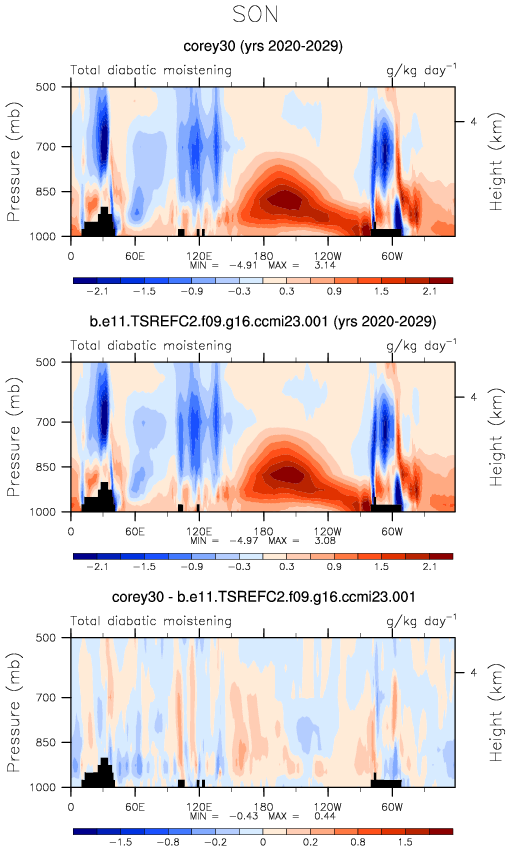 SON
corey30 (yrs 2020-2029)
Total diabatic moistening g/kg day⁻¹
Pressure (mb)
500
700
850
1000
4
Height (km)
0 60E 120E 180 120W 60W
MIN = −4.91 MAX = 3.14
−2.1 −1.5 −0.9 −0.3 0.3 0.9 1.5 2.1
b.e11.TSREFC2.f09.g16.ccmi23.001 (yrs 2020-2029)
Total diabatic moistening g/kg day⁻¹
Pressure (mb)
500
700
850
1000
4
Height (km)
0 60E 120E 180 120W 60W
MIN = −4.97 MAX = 3.08
−2.1 −1.5 −0.9 −0.3 0.3 0.9 1.5 2.1
corey30 - b.e11.TSREFC2.f09.g16.ccmi23.001
Total diabatic moistening g/kg day⁻¹
Pressure (mb)
500
700
850
1000
4
Height (km)
0 60E 120E 180 120W 60W
MIN = −0.43 MAX = 0.44
−1.5 −0.8 −0.2 0 0.2 0.8 1.5